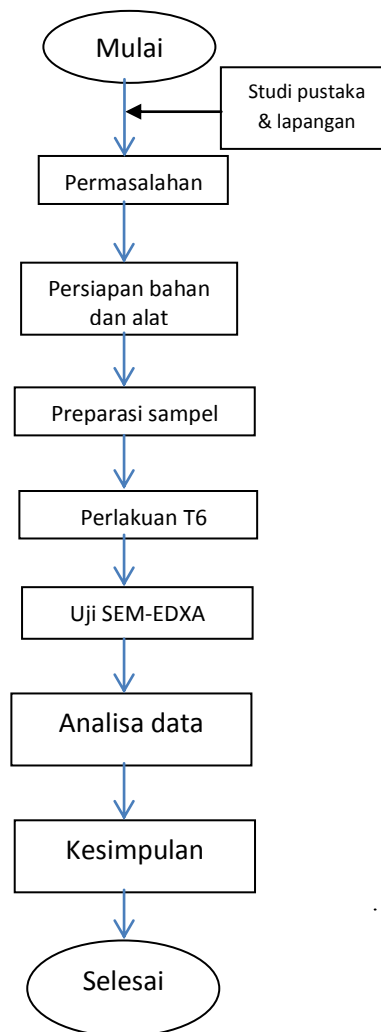 Mulai
Studi pustaka
& lapangan
Permasalahan
Persiapan bahan
dan alat
Preparasi sampel
Perlakuan T6
Uji SEM-EDXA
Analisa data
Kesimpulan
.
Selesai